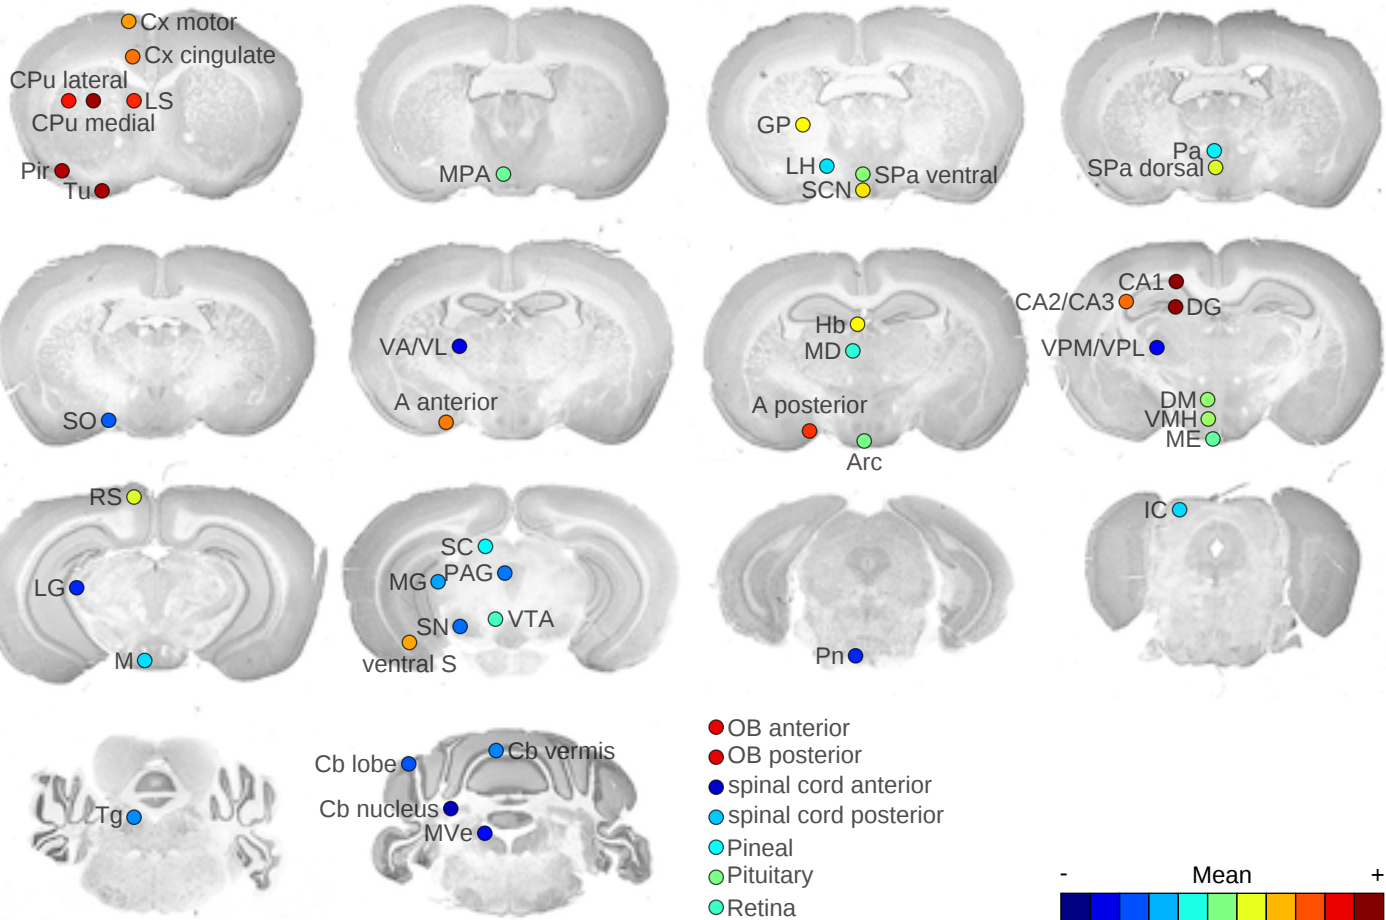 Cx motor
Cx cingulate
CPu lateral
LS
CPu medial
Pir
Tu
MPA
GP
LH
SPa ventral
SCN
Pa
SPa dorsal
SO
VA/VL
A anterior
Hb
MD
A posterior
Arc
CA1
CA2/CA3
DG
VPM/VPL
DM
VMH
ME
RS
LG
M
SC
MG
PAG
SN
VTA
ventral S
Pn
IC
Tg
Cb lobe
Cb vermis
Cb nucleus
MVe
OB anterior
OB posterior
spinal cord anterior
spinal cord posterior
Pineal
Pituitary
Retina
- Mean +